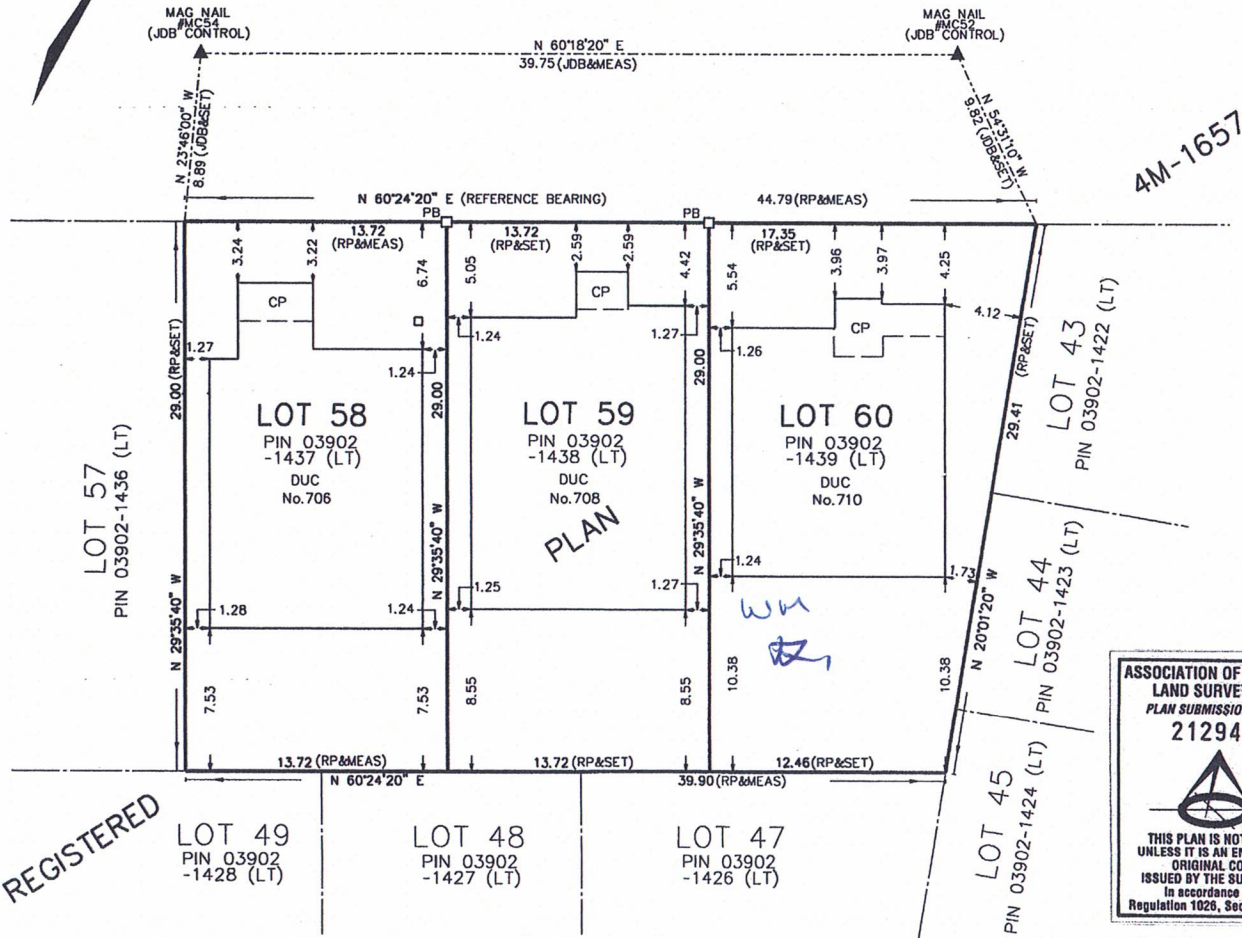 MAG NAIL
#MC54
(JDB CONTROL)
MAG NAIL
#MC52
(JDB CONTROL)
N 60°18'20" E
39.75 (JDB&MEAS)
N 23°46'00" W
8.89 (JDB&SET)
N 54°31'10" W
9.82 (JDB&SET)
4M-1657
N 60°24'20" E (REFERENCE BEARING)
44.79 (RP&MEAS)
PB
PB
13.72
(RP&MEAS)
13.72
(RP&SET)
17.35
(RP&SET)
3.24
3.22
6.74
5.05
2.59
2.59
4.42
5.54
3.96
3.97
4.25
CP
CP
CP
4.12
1.27
1.24
1.24
1.27
1.26
29.00 (RP&SET)
29.00
29.00
29.41
(RP&SET)
LOT 58
PIN 03902
-1437 (LT)
DUC
No.706
LOT 59
PIN 03902
-1438 (LT)
DUC
No.708
LOT 60
PIN 03902
-1439 (LT)
DUC
No.710
PLAN
LOT 57
PIN 03902-1436 (LT)
LOT 43
PIN 03902-1422 (LT)
LOT 44
PIN 03902-1423 (LT)
LOT 45
PIN 03902-1424 (LT)
N 29°35'40" W
N 29°35'40" W
N 29°35'40" W
N 20°01'20" W
1.28
1.24
1.25
1.27
1.24
1.73
WM
7.53
7.53
8.55
8.55
10.38
10.38
13.72 (RP&MEAS)
13.72 (RP&SET)
12.46 (RP&SET)
N 60°24'20" E
39.90 (RP&MEAS)
REGISTERED
LOT 49
PIN 03902
-1428 (LT)
LOT 48
PIN 03902
-1427 (LT)
LOT 47
PIN 03902
-1426 (LT)
ASSOCIATION OF
LAND SURVE
PLAN SUBMISSIO
21294
THIS PLAN IS NOT
UNLESS IT IS AN E
ORIGINAL CO
ISSUED BY THE SU
In accordance
Regulation 1026, Sec